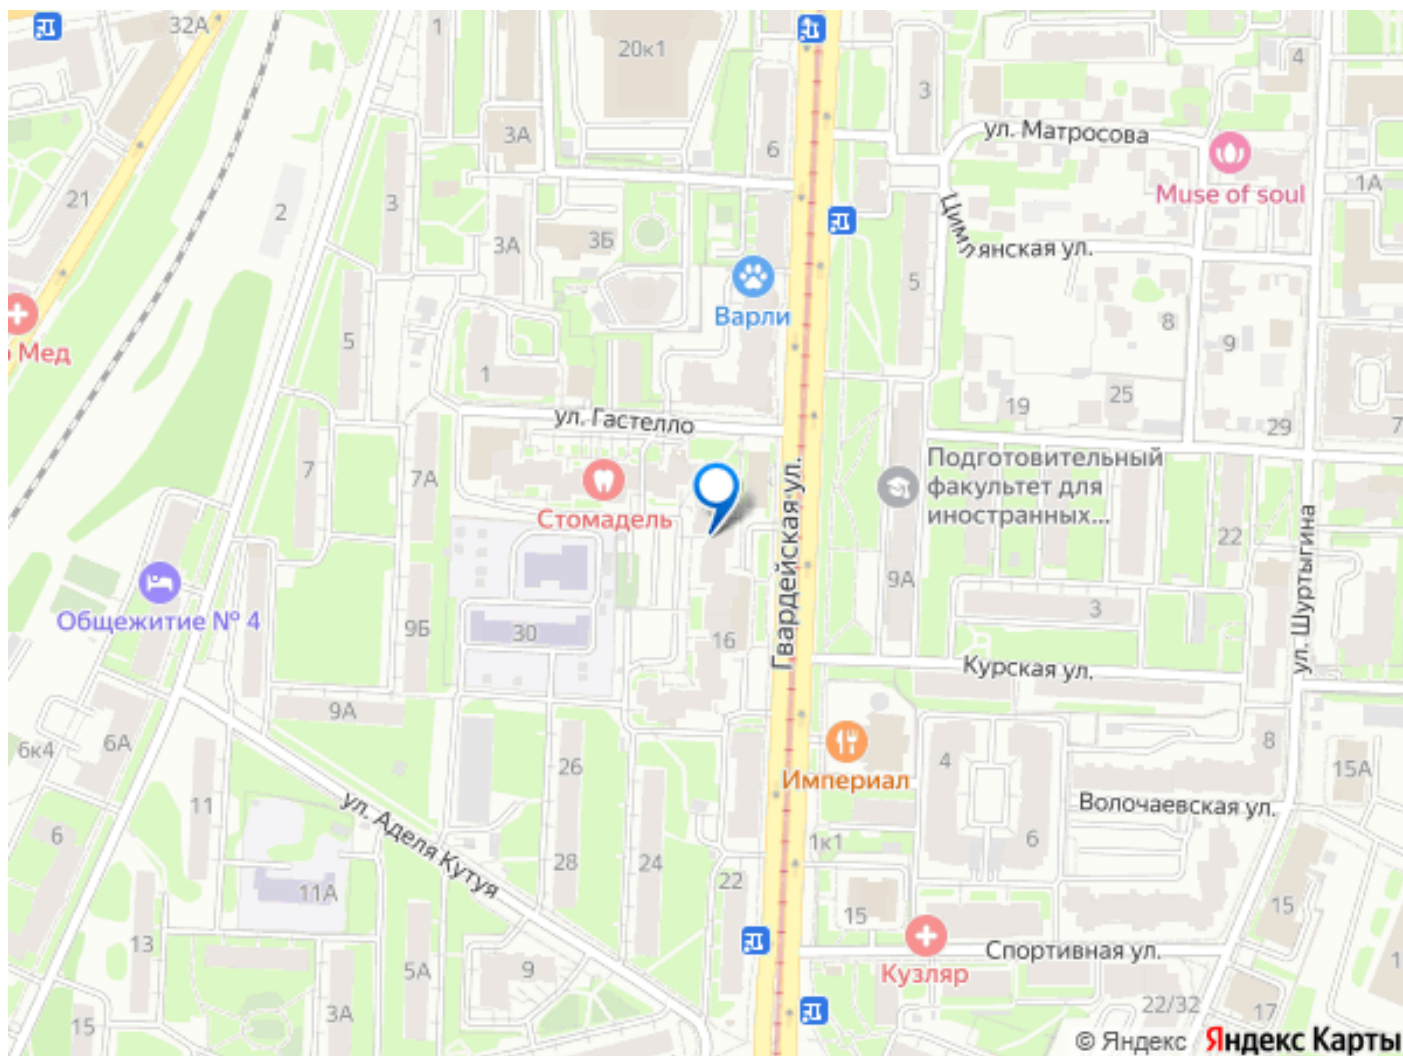 32А
1
20к1
4
3
3А
ул. Матросова
6
Muse of soul
1А
21
2
3
Цимлянская ул.
3А
3Б
5
Варли
8
9
о Мед
5
1
25
19
ул. Гастелло
29
7
7
7А
Стомадель
Подготовительный
факультет для
иностранных...
Гвардейская ул.
22
ул. Шуртыгина
9А
3
Общежитие № 4
9Б
30
16
Курская ул.
9А
6А
6к4
8
4
26
Империал
15А
11
ул. Аделя Кутуя
Волочаевская ул.
6
6
1к1
28
24
22
11А
15
15
13
Кузляр
Спортивная ул.
5А
9
1
3А
22/32
17
15
© Яндекс Яндекс Карты